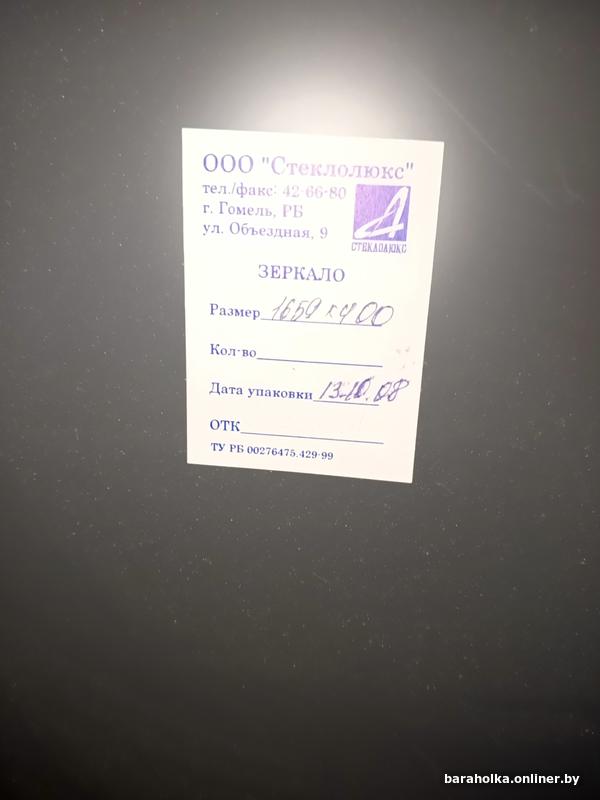 ООО "Стеклолюкс"
тел./факс: 42-66-80
г. Гомель, РБ
ул. Объездная, 9
СТЕКЛОЛЮКС
ЗЕРКАЛО
Размер 1659 х 400
Кол-во
Дата упаковки 13.10.08
ОТК
ТУ РБ 00276475.429-99
baraholka.onliner.by